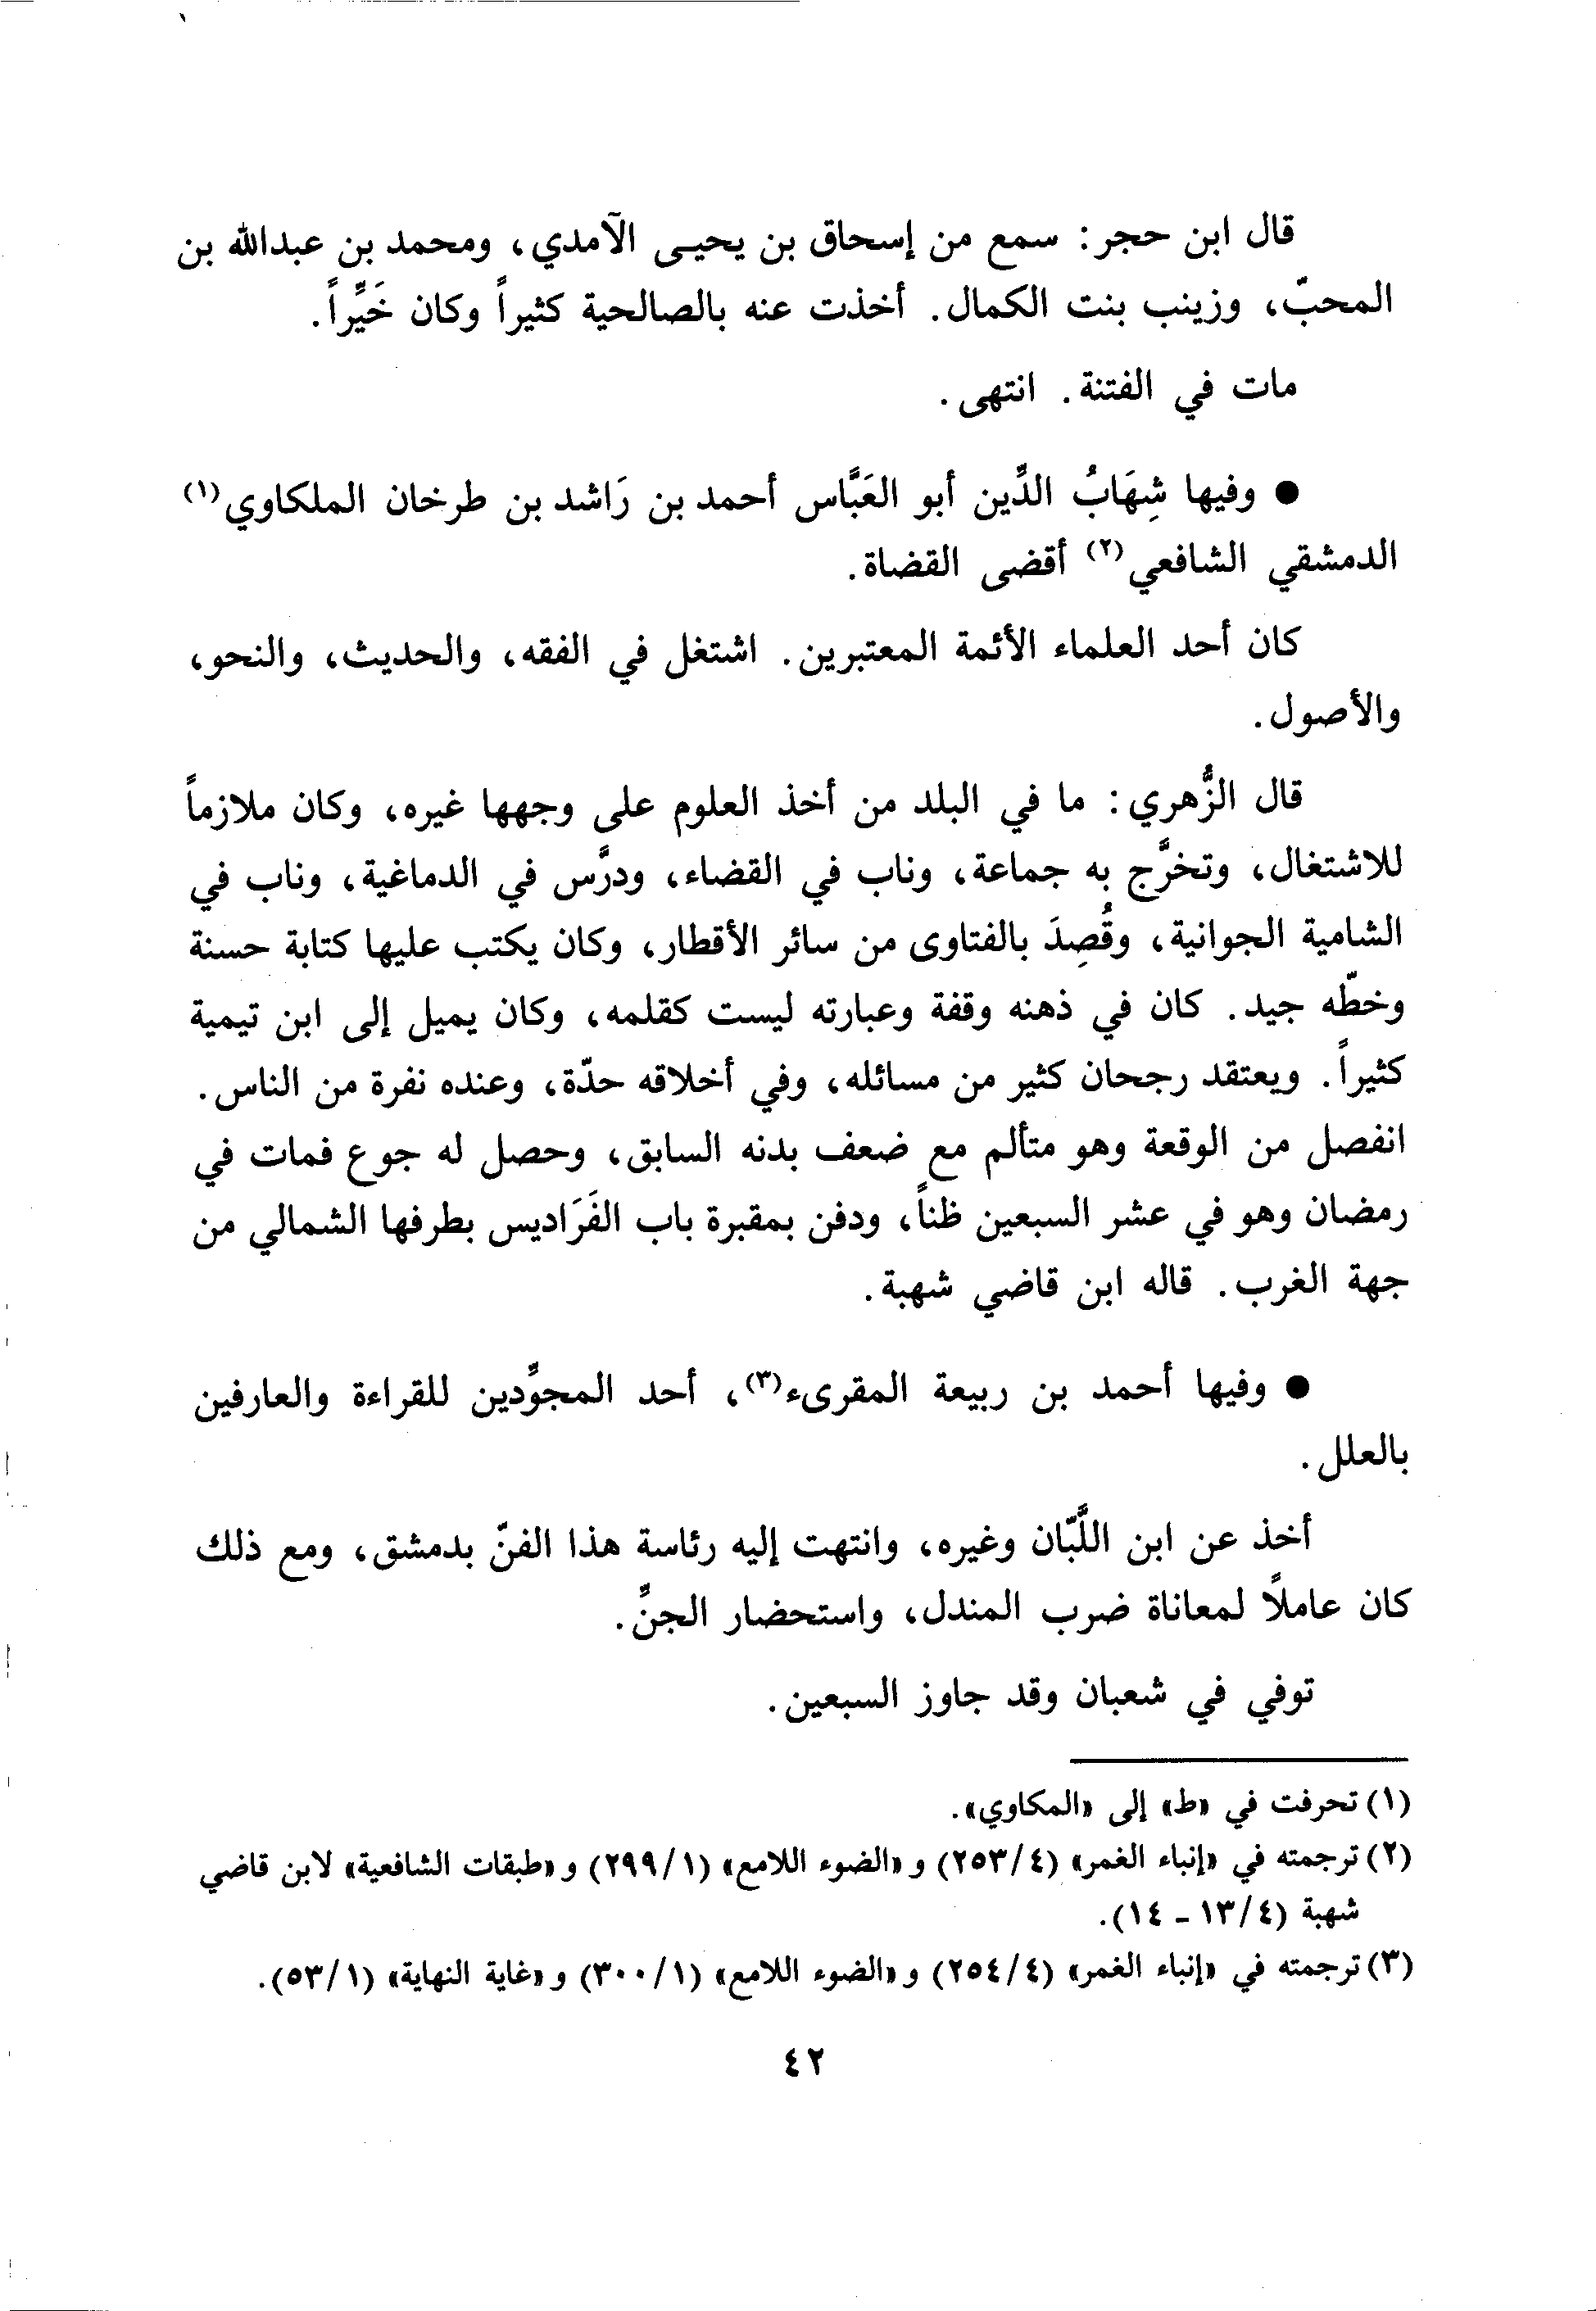 قال ابن حجر: سمع من إسحاق بن يحيـى الآمدي، ومحمد بن عبدالله بن
المحبّ، وزينب بنت الكمال. أخذت عنه بالصالحية كثيراً وكان خَيِّراً.
مات في الفتنة. انتهى.
● وفيها شِهَابُ الدِّين أبو العَبَّاس أحمد بن رَاشد بن طرخان الملكاوي(١)
الدمشقي الشافعي(٢) أقضى القضاة.
كان أحد العلماء الأئمة المعتبرين. اشتغل في الفقه، والحديث، والنحو،
والأصول.
قال الزُّهري: ما في البلد من أخذ العلوم على وجهها غيره، وكان ملازماً
للاشتغال، وتخرَّج به جماعة، وناب في القضاء، ودرَّس في الدماغية، وناب في
الشامية الجوانية، وقُصِدَ بالفتاوى من سائر الأقطار، وكان يكتب عليها كتابة حسنة
وخطّه جيد. كان في ذهنه وقفة وعبارته ليست كقلمه، وكان يميل إلى ابن تيمية
كثيراً. ويعتقد رجحان كثير من مسائله، وفي أخلاقه حدّة، وعنده نفرة من الناس.
انفصل من الوقعة وهو متألم مع ضعف بدنه السابق، وحصل له جوع فمات في
رمضان وهو في عشر السبعين ظناً، ودفن بمقبرة باب الفَرَاديس بطرفها الشمالي من
جهة الغرب. قاله ابن قاضي شهبة.
● وفيها أحمد بن ربيعة المقرىء(٣)، أحد المجوِّدين للقراءة والعارفين
بالعلل.
أخذ عن ابن اللَّبّان وغيره، وانتهت إليه رئاسة هذا الفنّ بدمشق، ومع ذلك
كان عاملاً لمعاناة ضرب المندل، واستحضار الجنِّ.
توفي في شعبان وقد جاوز السبعين.
(١) تحرفت في «ط» إلى «المكاوي».
(٢) ترجمته في «إنباء الغمر» (٢٥٣/٤) و «الضوء اللامع» (٢٩٩/١) و «طبقات الشافعية» لابن قاضي
شهبة (١٣/٤ - ١٤).
(٣) ترجمته في «إنباء الغمر» (٢٥٤/٤) و «الضوء اللامع» (٣٠٠/١) و «غاية النهاية» (٥٣/١).
٤٢